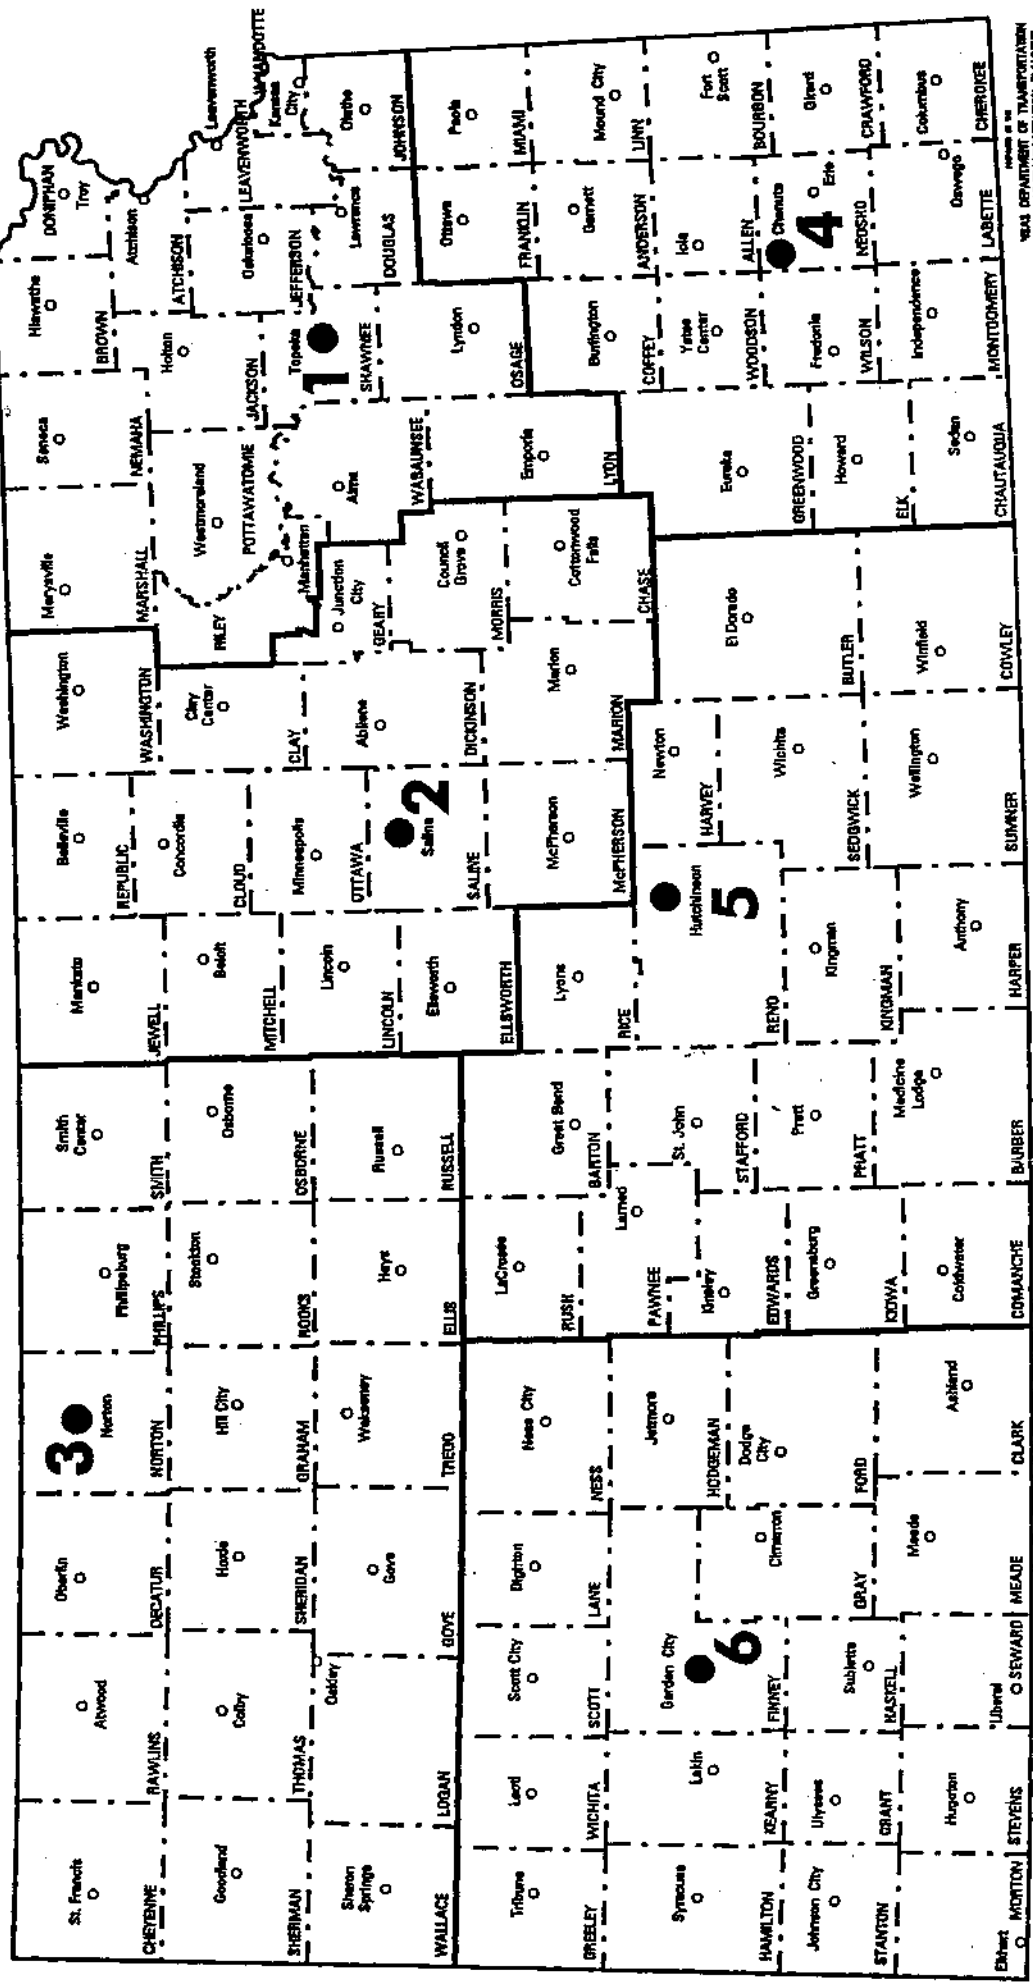 St. Francis
Atwood
Oberlin
3
Norton
Phillipsburg
Smith
Center
Mankato
Belleville
Washington
Marysville
Seneca
Hiawatha
DONIPHAN
Troy
CHEYENNE
RAWLINS
DECATUR
NORTON
PHILLIPS
SMITH
JEWELL
REPUBLIC
WASHINGTON
MARSHALL
NEMAHA
BROWN
Atchison
ATCHISON
Goodland
Colby
Hoxie
Hill City
Stockton
Osborne
Beloit
Concordia
Clay
Center
RILEY
Westmoreland
Holton
Oskaloosa
Leavenworth
LEAVENWORTH
WYANDOTTE
Kansas
City
SHERMAN
THOMAS
SHERIDAN
GRAHAM
ROOKS
OSBORNE
MITCHELL
CLOUD
CLAY
POTTAWATOMIE
Manhattan
JACKSON
JEFFERSON
Sharon
Springs
Oakley
Gove
Wakeeney
Hays
Russell
Lincoln
Minneapolis
Abilene
Junction
City
Alma
Topeka
1
Lawrence
Olathe
WALLACE
LOGAN
GOVE
TREGO
ELLIS
RUSSELL
LINCOLN
OTTAWA
GEARY
WABAUNSEE
SHAWNEE
DOUGLAS
JOHNSON
Ellsworth
Salina
2
DICKINSON
Council
Grove
Lyndon
Ottawa
Paola
ELLSWORTH
SALINE
MORRIS
OSAGE
FRANKLIN
MIAMI
Tribune
Leoti
Scott City
Dighton
Ness City
LaCrosse
Great Bend
Lyons
McPherson
Marion
Cottonwood
Falls
Emporia
Burlington
Garnett
Mound City
GREELEY
WICHITA
SCOTT
LANE
NESS
RUSH
BARTON
RICE
McPHERSON
MARION
CHASE
LYON
COFFEY
ANDERSON
LINN
Syracuse
Lakin
Garden City
6
Jetmore
Larned
PAWNEE
Kinsley
St. John
Hutchinson
5
Newton
HARVEY
El Dorado
Eureka
Yates
Center
Iola
Fort
Scott
HAMILTON
KEARNY
FINNEY
Cimarron
HODGEMAN
Dodge
City
EDWARDS
STAFFORD
RENO
Wichita
SEDGWICK
BUTLER
GREENWOOD
WOODSON
ALLEN
BOURBON
Johnson City
Ulysses
Sublette
GRAY
FORD
Greensburg
Pratt
Kingman
Howard
Fredonia
Chanute
4
Erie
Girard
STANTON
GRANT
HASKELL
KIOWA
PRATT
KINGMAN
ELK
WILSON
NEOSHO
CRAWFORD
Hugoton
Liberal
Meade
Ashland
Coldwater
Medicine
Lodge
Anthony
Wellington
Winfield
Sedan
Independence
Oswego
Columbus
Elkhart
MORTON
STEVENS
SEWARD
MEADE
CLARK
COMANCHE
BARBER
HARPER
SUMNER
COWLEY
CHAUTAUQUA
MONTGOMERY
LABETTE
CHEROKEE
DEPARTMENT OF TRANSPORTATION